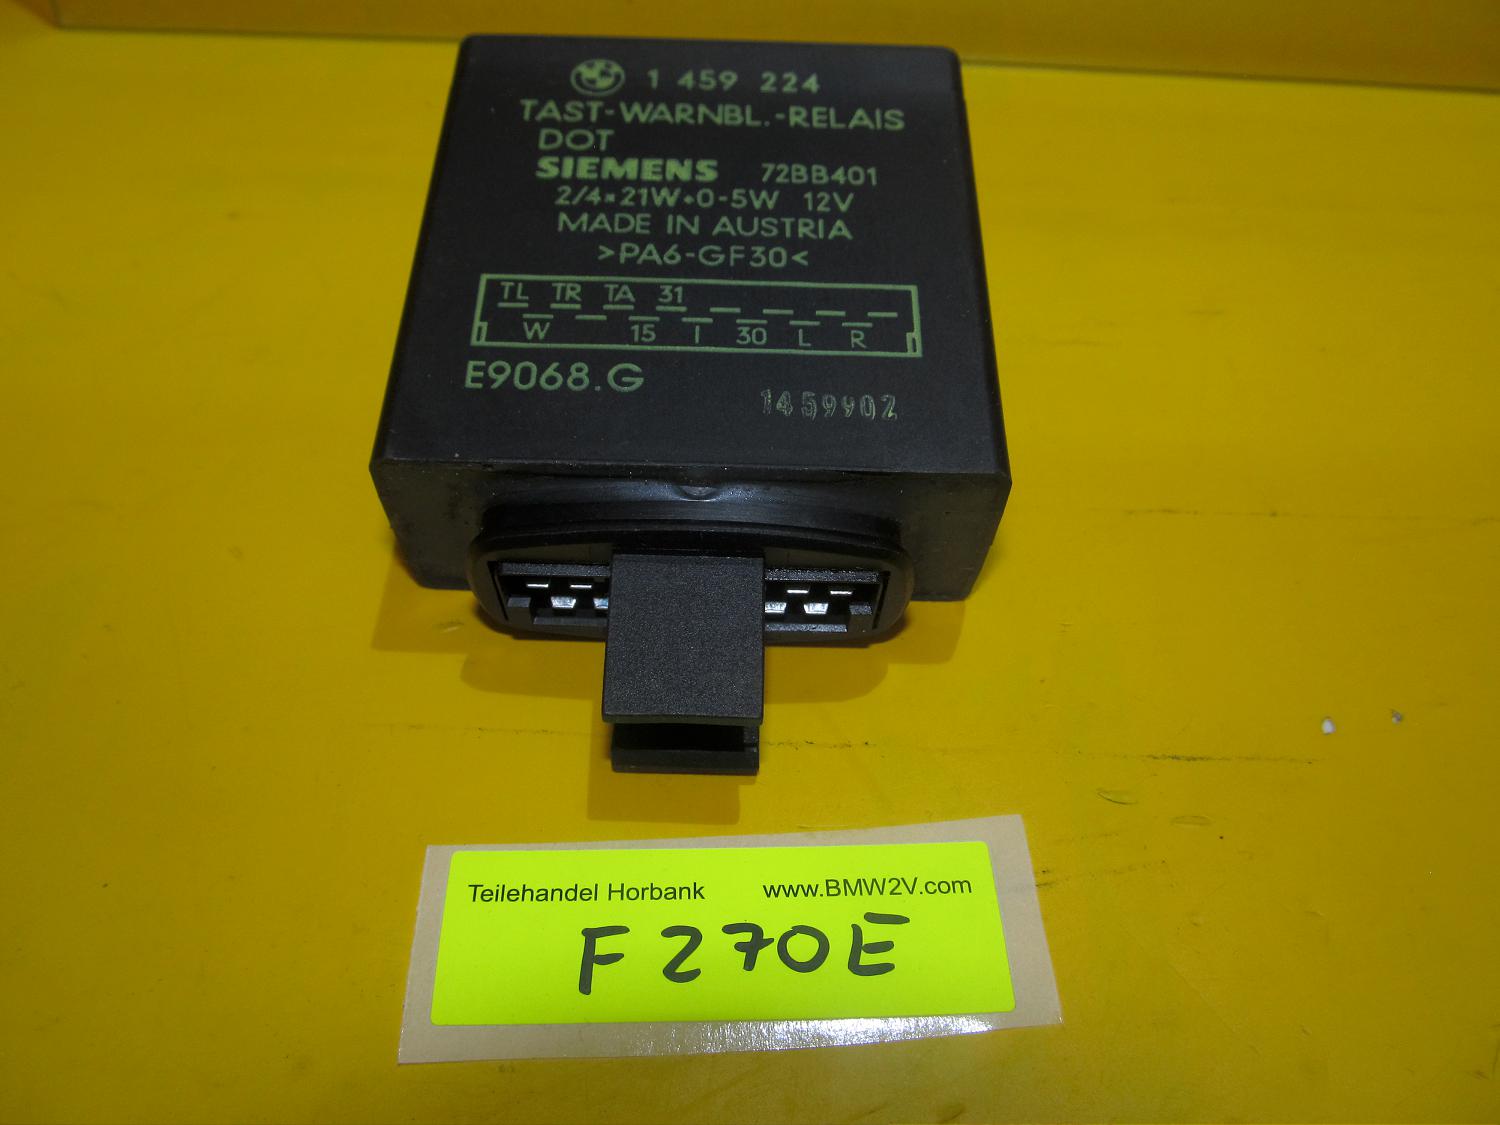 1 459 224
TAST-WARNBL.-RELAIS
DOT
SIEMENS 72BB401
2/4×21W+0-5W 12V
MADE IN AUSTRIA
>PA6-GF30<
TL TR TA 31
W 15 I 30 L R
E9068.G
1459902
Teilehandel Horbank www.BMW2V.com
F270E